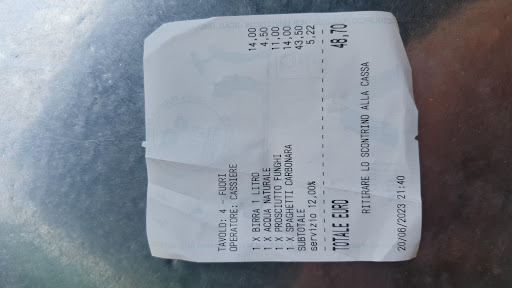 TAVOLO: 4 - FUORI
OPERATORE: CASSIERE
1 X BIRRA 1 LITRO 14,00
1 X ACQUA NATURALE 4,50
1 X PROSCIUTTO FUNGHI 11,00
1 X SPAGHETTI CARBONARA 14,00
SUBTOTALE 43,50
servizio 12,00% 5,22
TOTALE EURO 48,70
RITIRARE LO SCONTRINO ALLA CASSA
20/06/2023 21:40